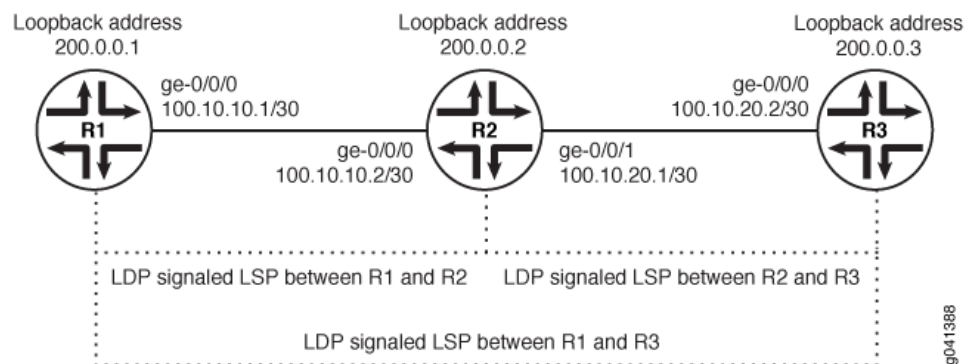 Loopback address
200.0.0.1
Loopback address
200.0.0.2
Loopback address
200.0.0.3
ge-0/0/0
100.10.10.1/30
ge-0/0/0
100.10.20.2/30
R1
R2
R3
ge-0/0/0
100.10.10.2/30
ge-0/0/1
100.10.20.1/30
LDP signaled LSP between R1 and R2
LDP signaled LSP between R2 and R3
LDP signaled LSP between R1 and R3
g041388